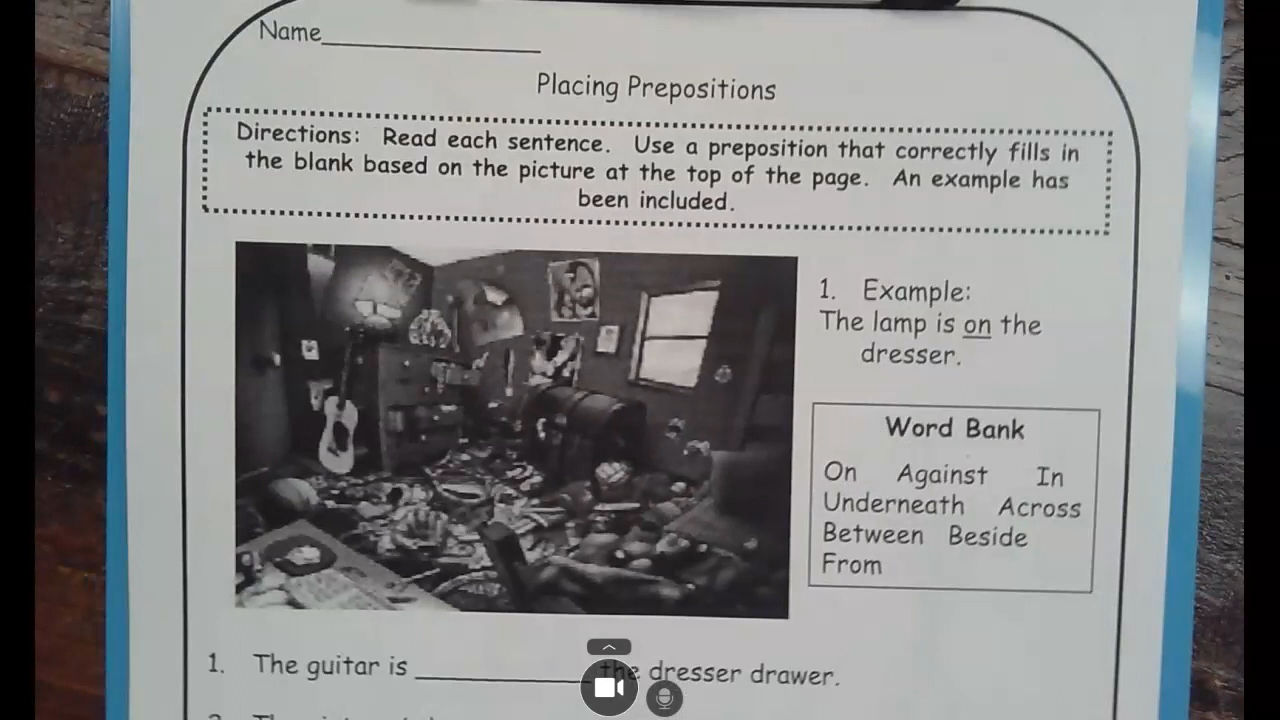 Name
Placing Prepositions
Directions: Read each sentence. Use a preposition that correctly fills in
the blank based on the picture at the top of the page. An example has
been included.
1. Example:
The lamp is on the
dresser.
Word Bank
On Against In
Underneath Across
Between Beside
From
1. The guitar is __________ the dresser drawer.